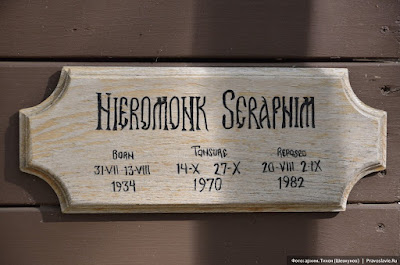 HIEROMONK SERAPHIM
BORN TONSURE REPOSED
31-VII 13-VIII 14-X 27-X 20-VIII 2-IX
1934 1970 1982
Фотоархим. Тихон (Шевкунов) | Pravoslavie.Ru